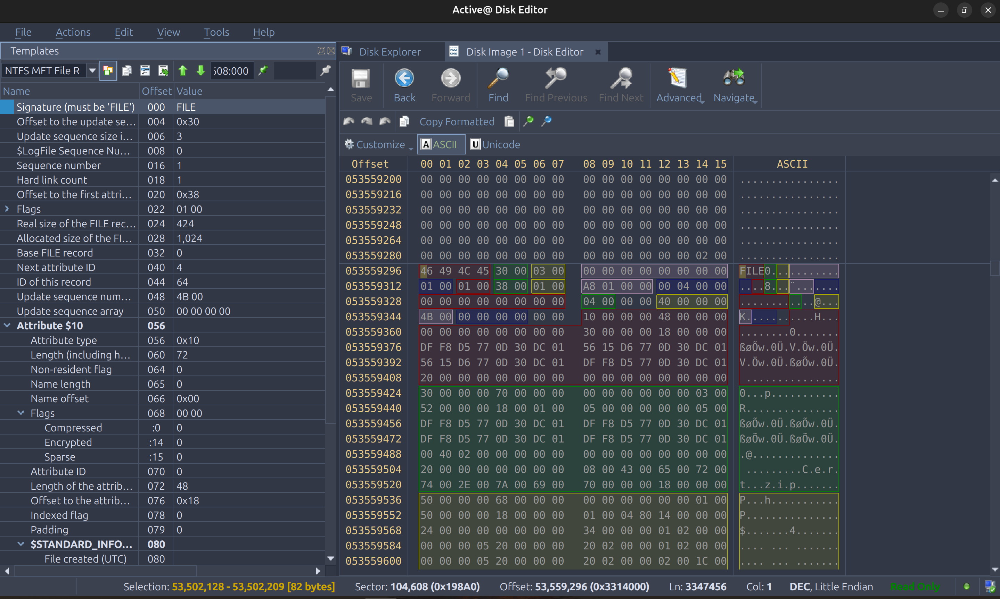 Active@ Disk Editor
File Actions Edit View Tools Help
Templates
Disk Explorer
Disk Image 1 - Disk Editor
NTFS MFT File R
508:000
Save Back Forward Find Find Previous Find Next Advanced Navigate
Copy Formatted
Customize A ASCII U Unicode
Name Offset Value
Signature (must be 'FILE') 000 FILE
Offset to the update se... 004 0x30
Update sequence size i... 006 3
$LogFile Sequence Nu... 008 0
Sequence number 016 1
Hard link count 018 1
Offset to the first attri... 020 0x38
Flags 022 01 00
Real size of the FILE rec... 024 424
Allocated size of the FI... 028 1,024
Base FILE record 032 0
Next attribute ID 040 4
ID of this record 044 64
Update sequence num... 048 4B 00
Update sequence array 050 00 00 00 00
Attribute $10 056
Attribute type 056 0x10
Length (including h... 060 72
Non-resident flag 064 0
Name length 065 0
Name offset 066 0x00
Flags 068 00 00
Compressed :0 0
Encrypted :14 0
Sparse :15 0
Attribute ID 070 0
Length of the attrib... 072 48
Offset to the attrib... 076 0x18
Indexed flag 078 0
Padding 079 0
$STANDARD_INFO... 080
File created (UTC) 080
Offset 00 01 02 03 04 05 06 07 08 09 10 11 12 13 14 15 ASCII
053559200 00 00 00 00 00 00 00 00 00 00 00 00 00 00 00 00 ................
053559216 00 00 00 00 00 00 00 00 00 00 00 00 00 00 00 00 ................
053559232 00 00 00 00 00 00 00 00 00 00 00 00 00 00 00 00 ................
053559248 00 00 00 00 00 00 00 00 00 00 00 00 00 00 00 00 ................
053559264 00 00 00 00 00 00 00 00 00 00 00 00 00 00 00 00 ................
053559280 00 00 00 00 00 00 00 00 00 00 00 00 00 00 02 00 ................
053559296 46 49 4C 45 30 00 03 00 00 00 00 00 00 00 00 00 FILE0...........
053559312 01 00 01 00 38 00 01 00 A8 01 00 00 00 04 00 00 ....8...¨.......
053559328 00 00 00 00 00 00 00 00 04 00 00 00 40 00 00 00 ............@...
053559344 4B 00 00 00 00 00 00 00 10 00 00 00 48 00 00 00 K...........H...
053559360 00 00 00 00 00 00 00 00 30 00 00 00 18 00 00 00 ........0.......
053559376 DF F8 D5 77 0D 30 DC 01 56 15 D6 77 0D 30 DC 01 ßøÕw.0Ü.V.Öw.0Ü.
053559392 56 15 D6 77 0D 30 DC 01 DF F8 D5 77 0D 30 DC 01 V.Öw.0Ü.ßøÕw.0Ü.
053559408 20 00 00 00 00 00 00 00 00 00 00 00 00 00 00 00 ...............
053559424 30 00 00 00 70 00 00 00 00 00 00 00 00 00 03 00 0...p...........
053559440 52 00 00 00 18 00 01 00 05 00 00 00 00 00 05 00 R...............
053559456 DF F8 D5 77 0D 30 DC 01 DF F8 D5 77 0D 30 DC 01 ßøÕw.0Ü.ßøÕw.0Ü.
053559472 DF F8 D5 77 0D 30 DC 01 DF F8 D5 77 0D 30 DC 01 ßøÕw.0Ü.ßøÕw.0Ü.
053559488 00 40 02 00 00 00 00 00 00 00 00 00 00 00 00 00 .@..............
053559504 20 00 00 00 00 00 00 00 08 00 43 00 65 00 72 00 .........C.e.r.
053559520 74 00 2E 00 7A 00 69 00 70 00 00 00 18 00 00 00 t...z.i.p.......
053559536 50 00 00 00 68 00 00 00 00 00 00 00 00 00 01 00 P...h...........
053559552 50 00 00 00 18 00 00 00 01 00 04 80 14 00 00 00 P...............
053559568 24 00 00 00 00 00 00 00 34 00 00 00 01 02 00 00 $.......4.......
053559584 00 00 00 05 20 00 00 00 20 02 00 00 01 02 00 00 .... ... .......
053559600 00 00 00 05 20 00 00 00 20 02 00 00 02 00 1C 00 .... ... .......
Selection: 53,502,128 - 53,502,209 [82 bytes] Sector: 104,608 (0x198A0) Offset: 53,559,296 (0x3314000) Ln: 3347456 Col: 1 DEC, Little Endian Read Only